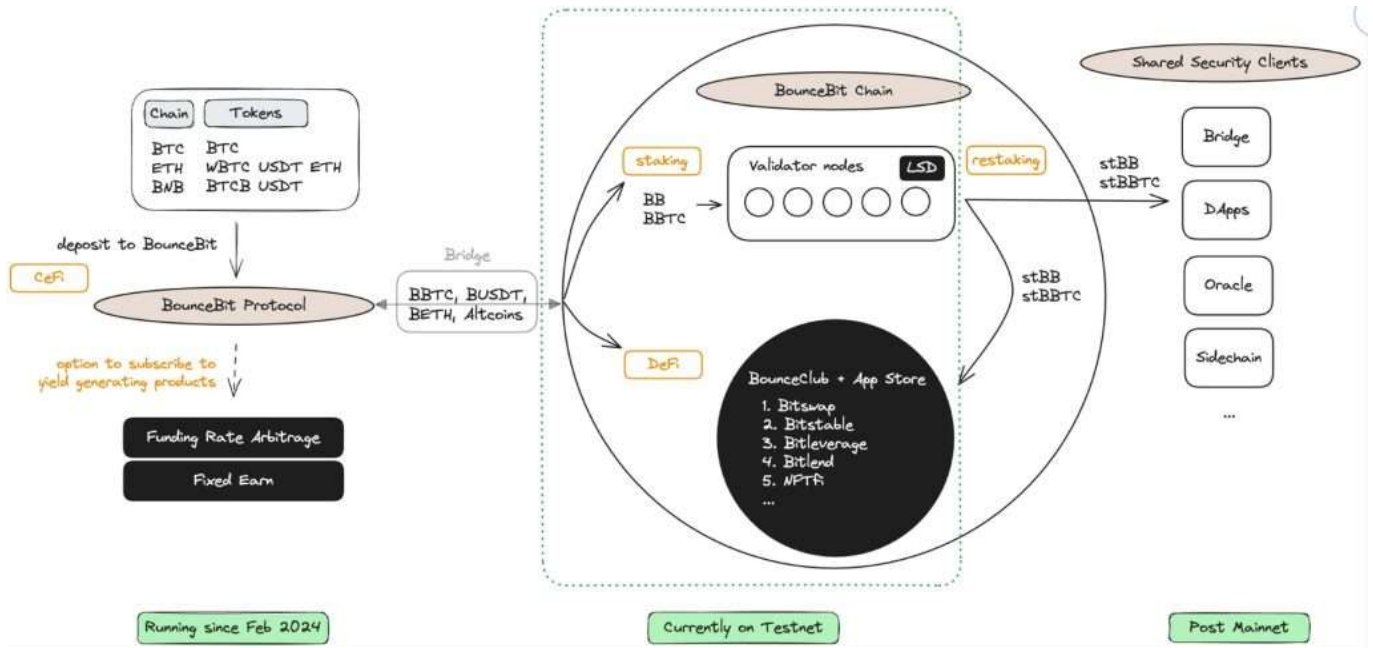 Chain Tokens
BTC BTC
ETH WBTC USDT ETH
BNB BTCB USDT
deposit to BounceBit
CeFi
BounceBit Protocol
option to subscribe to
yield generating products
Funding Rate Arbitrage
Fixed Earn
Running since Feb 2024
Bridge
BBTC, BUSDT,
BETH, Altcoins
BounceBit Chain
staking
BB
BBTC
Validator nodes LSD
restaking
stBB
stBBTC
stBB
stBBTC
DeFi
BounceClub + App Store
1. Bitswap
2. Bitstable
3. Bitleverage
4. Bitlend
5. NFTfi
...
Currently on Testnet
Shared Security Clients
Bridge
DApps
Oracle
Sidechain
...
Post Mainnet